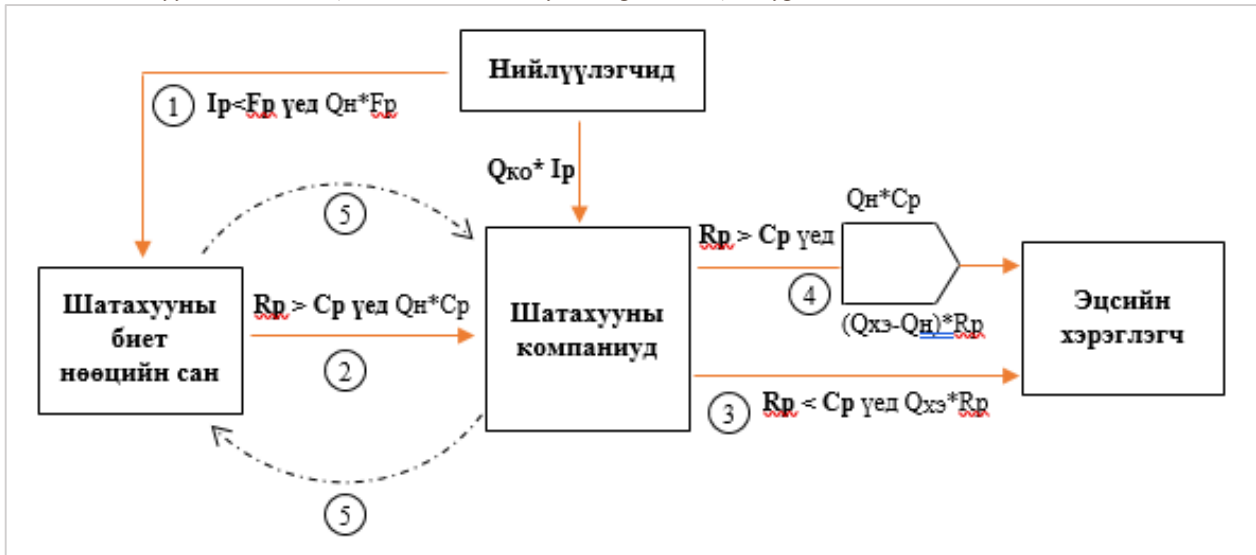 Нийлүүлэгчид
1
Ip<Fp үед Qн*Fp
Qко* Ip
5
Qн*Cp
Rp > Cp үед
4
(Qхэ-Qн)*Rp
Шатахууны
биет
нөөцийн сан
Rp > Cp үед Qн*Cp
2
Шатахууны
компаниуд
Эцсийн
хэрэглэгч
3
Rp < Cp үед Qхэ*Rp
5